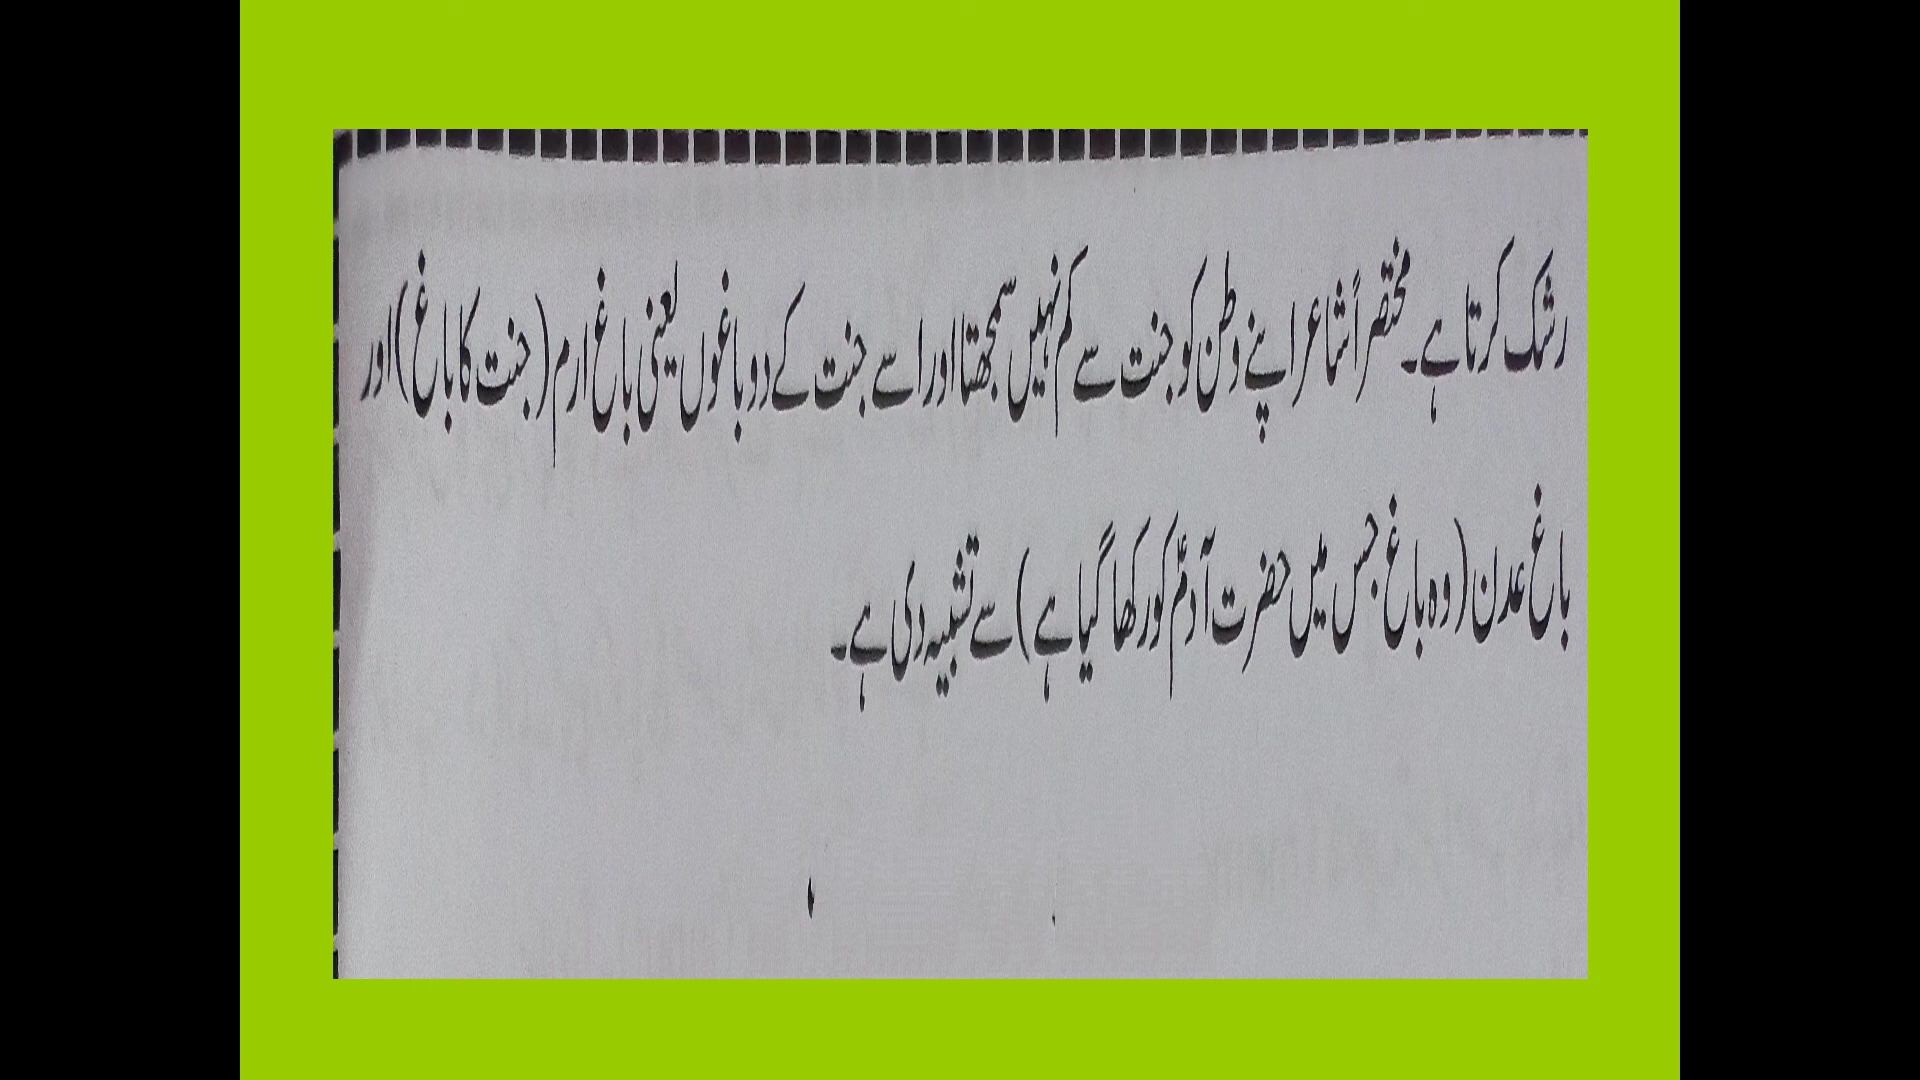 رشک کرتا ہے۔ مختصراً شاعر اپنے وطن کو جنت سے کم نہیں سمجھتا اور اسے جنت کے دو باغوں یعنی باغ ارم (جنت کا باغ) اور
باغ عدن (وہ باغ جس میں حضرت آدمؑ کو رکھا گیا ہے) سے تشبیہ دی ہے۔